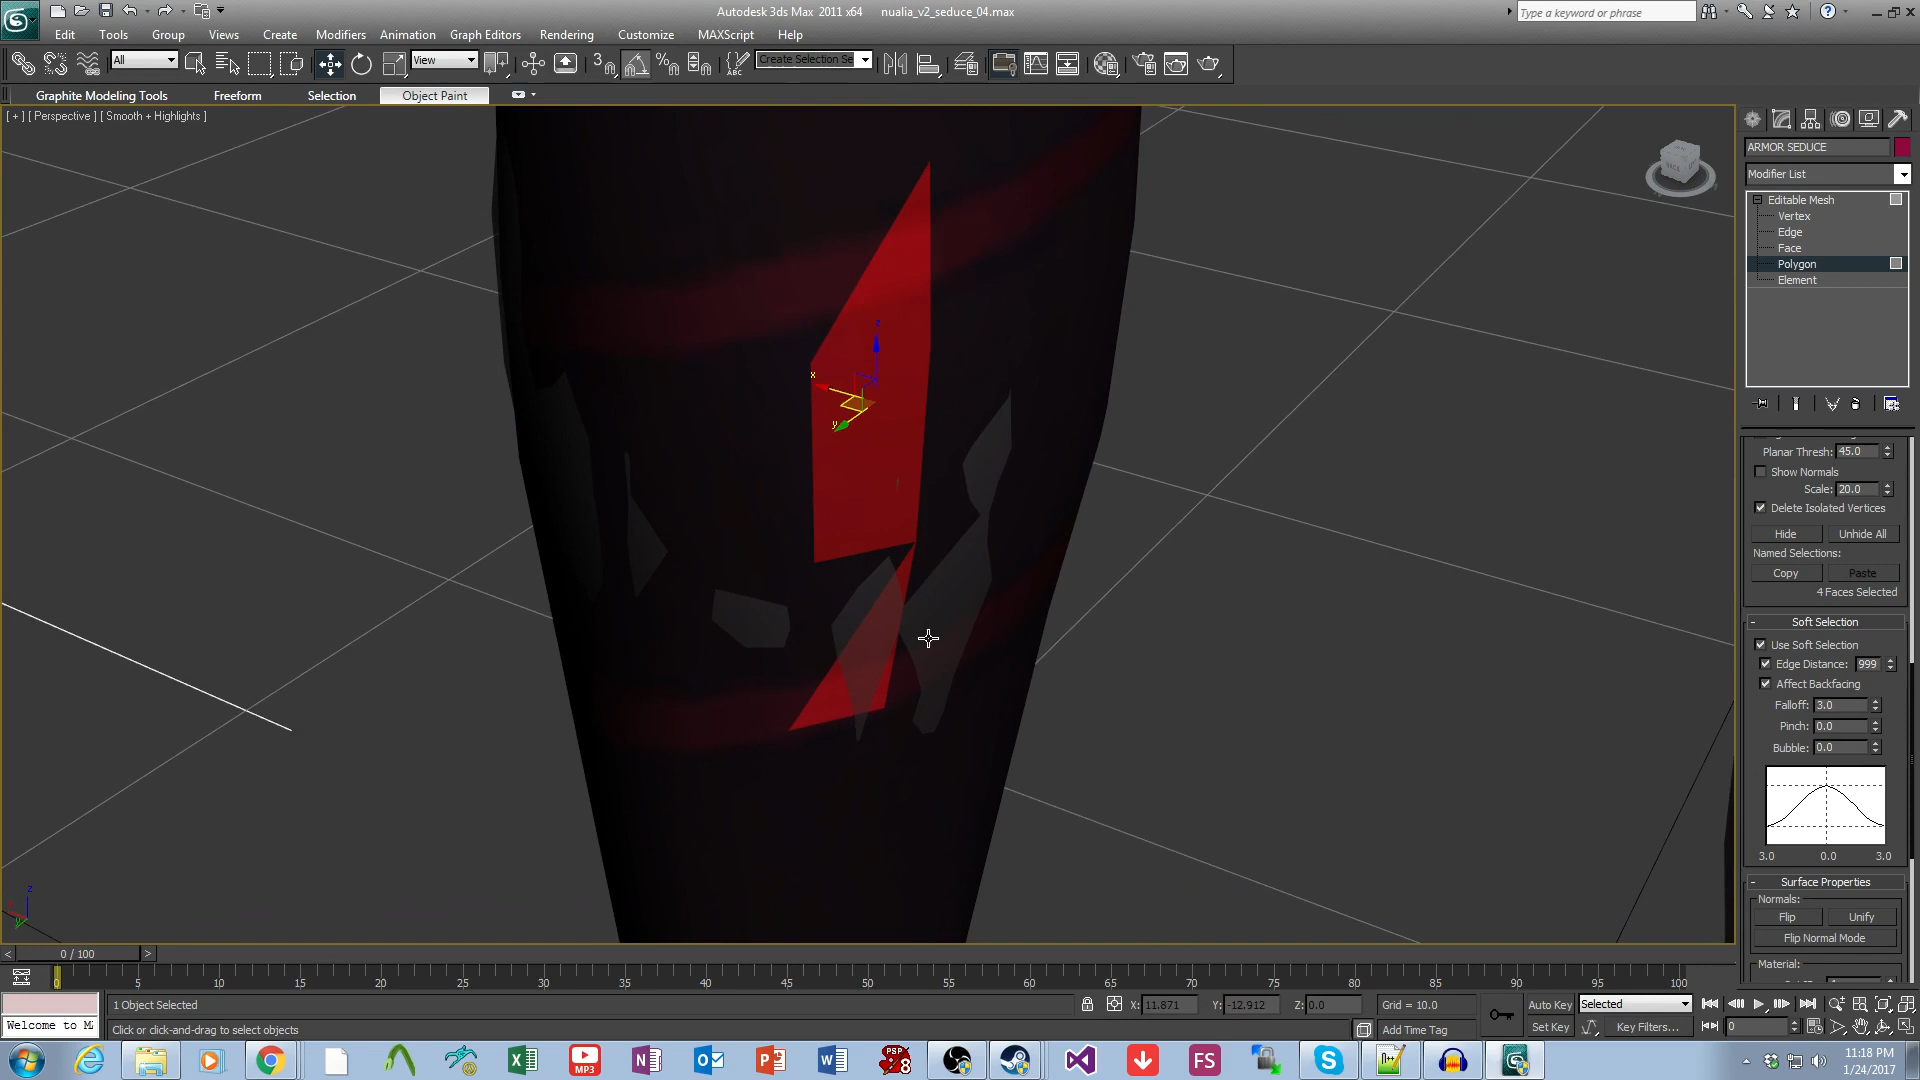 Autodesk 3ds Max 2011 x64    nualia_v2_seduce_04.max
Type a keyword or phrase
Edit Tools Group Views Create Modifiers Animation Graph Editors Rendering Customize MAXScript Help
All View 3 Create Selection Se
Graphite Modeling Tools Freeform Selection Object Paint
[ + ] [ Perspective ] [ Smooth + Highlights ]
ARMOR SEDUCE
Modifier List
Editable Mesh
Vertex
Edge
Face
Polygon
Element
Planar Thresh: 45.0
Show Normals
Scale: 20.0
Delete Isolated Vertices
Hide Unhide All
Named Selections:
Copy Paste
4 Faces Selected
- Soft Selection
Use Soft Selection
Edge Distance: 999
Affect Backfacing
Falloff: 3.0
Pinch: 0.0
Bubble: 0.0
3.0 0.0 3.0
- Surface Properties
Normals:
Flip Unify
Flip Normal Mode
Material:
z
x
y
z
BACK
< 0 / 100 >
0 5 10 15 20 25 30 35 40 45 50 55 60 65 70 75 80 85 90 95 100
1 Object Selected X: 11.871 Y: -12.912 Z: 0.0 Grid = 10.0 Auto Key Selected
Welcome to M Click or click-and-drag to select objects Add Time Tag Set Key Key Filters... 0
MP3 PSP 8 FS
11:18 PM
1/24/2017